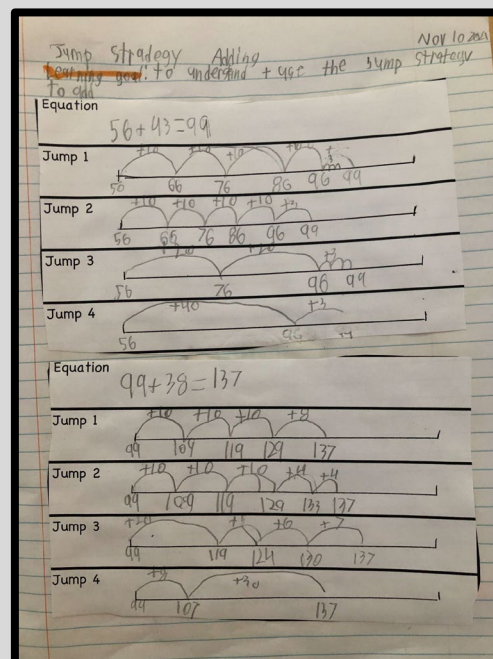 Nov 10
Jump Stradegy Adding
Learning goal: to undersand + use the Jump strategy
to add
Equation
56+43=99
Jump 1
+10 +10 +10 +10
56 66 76 86 96 99
Jump 2
+10 +10 +10 +10 +3
56 66 76 86 96 99
Jump 3
+20 +20
56 76 96 99
Jump 4
+40 +3
56 96 99
Equation
99+38=137
Jump 1
+10 +10 +10 +8
99 109 119 129 137
Jump 2
+10 +10 +10 +4 +4
99 109 119 129 133 137
Jump 3
+20 +5 +6 +7
99 119 124 130 137
Jump 4
+8 +30
99 107 137